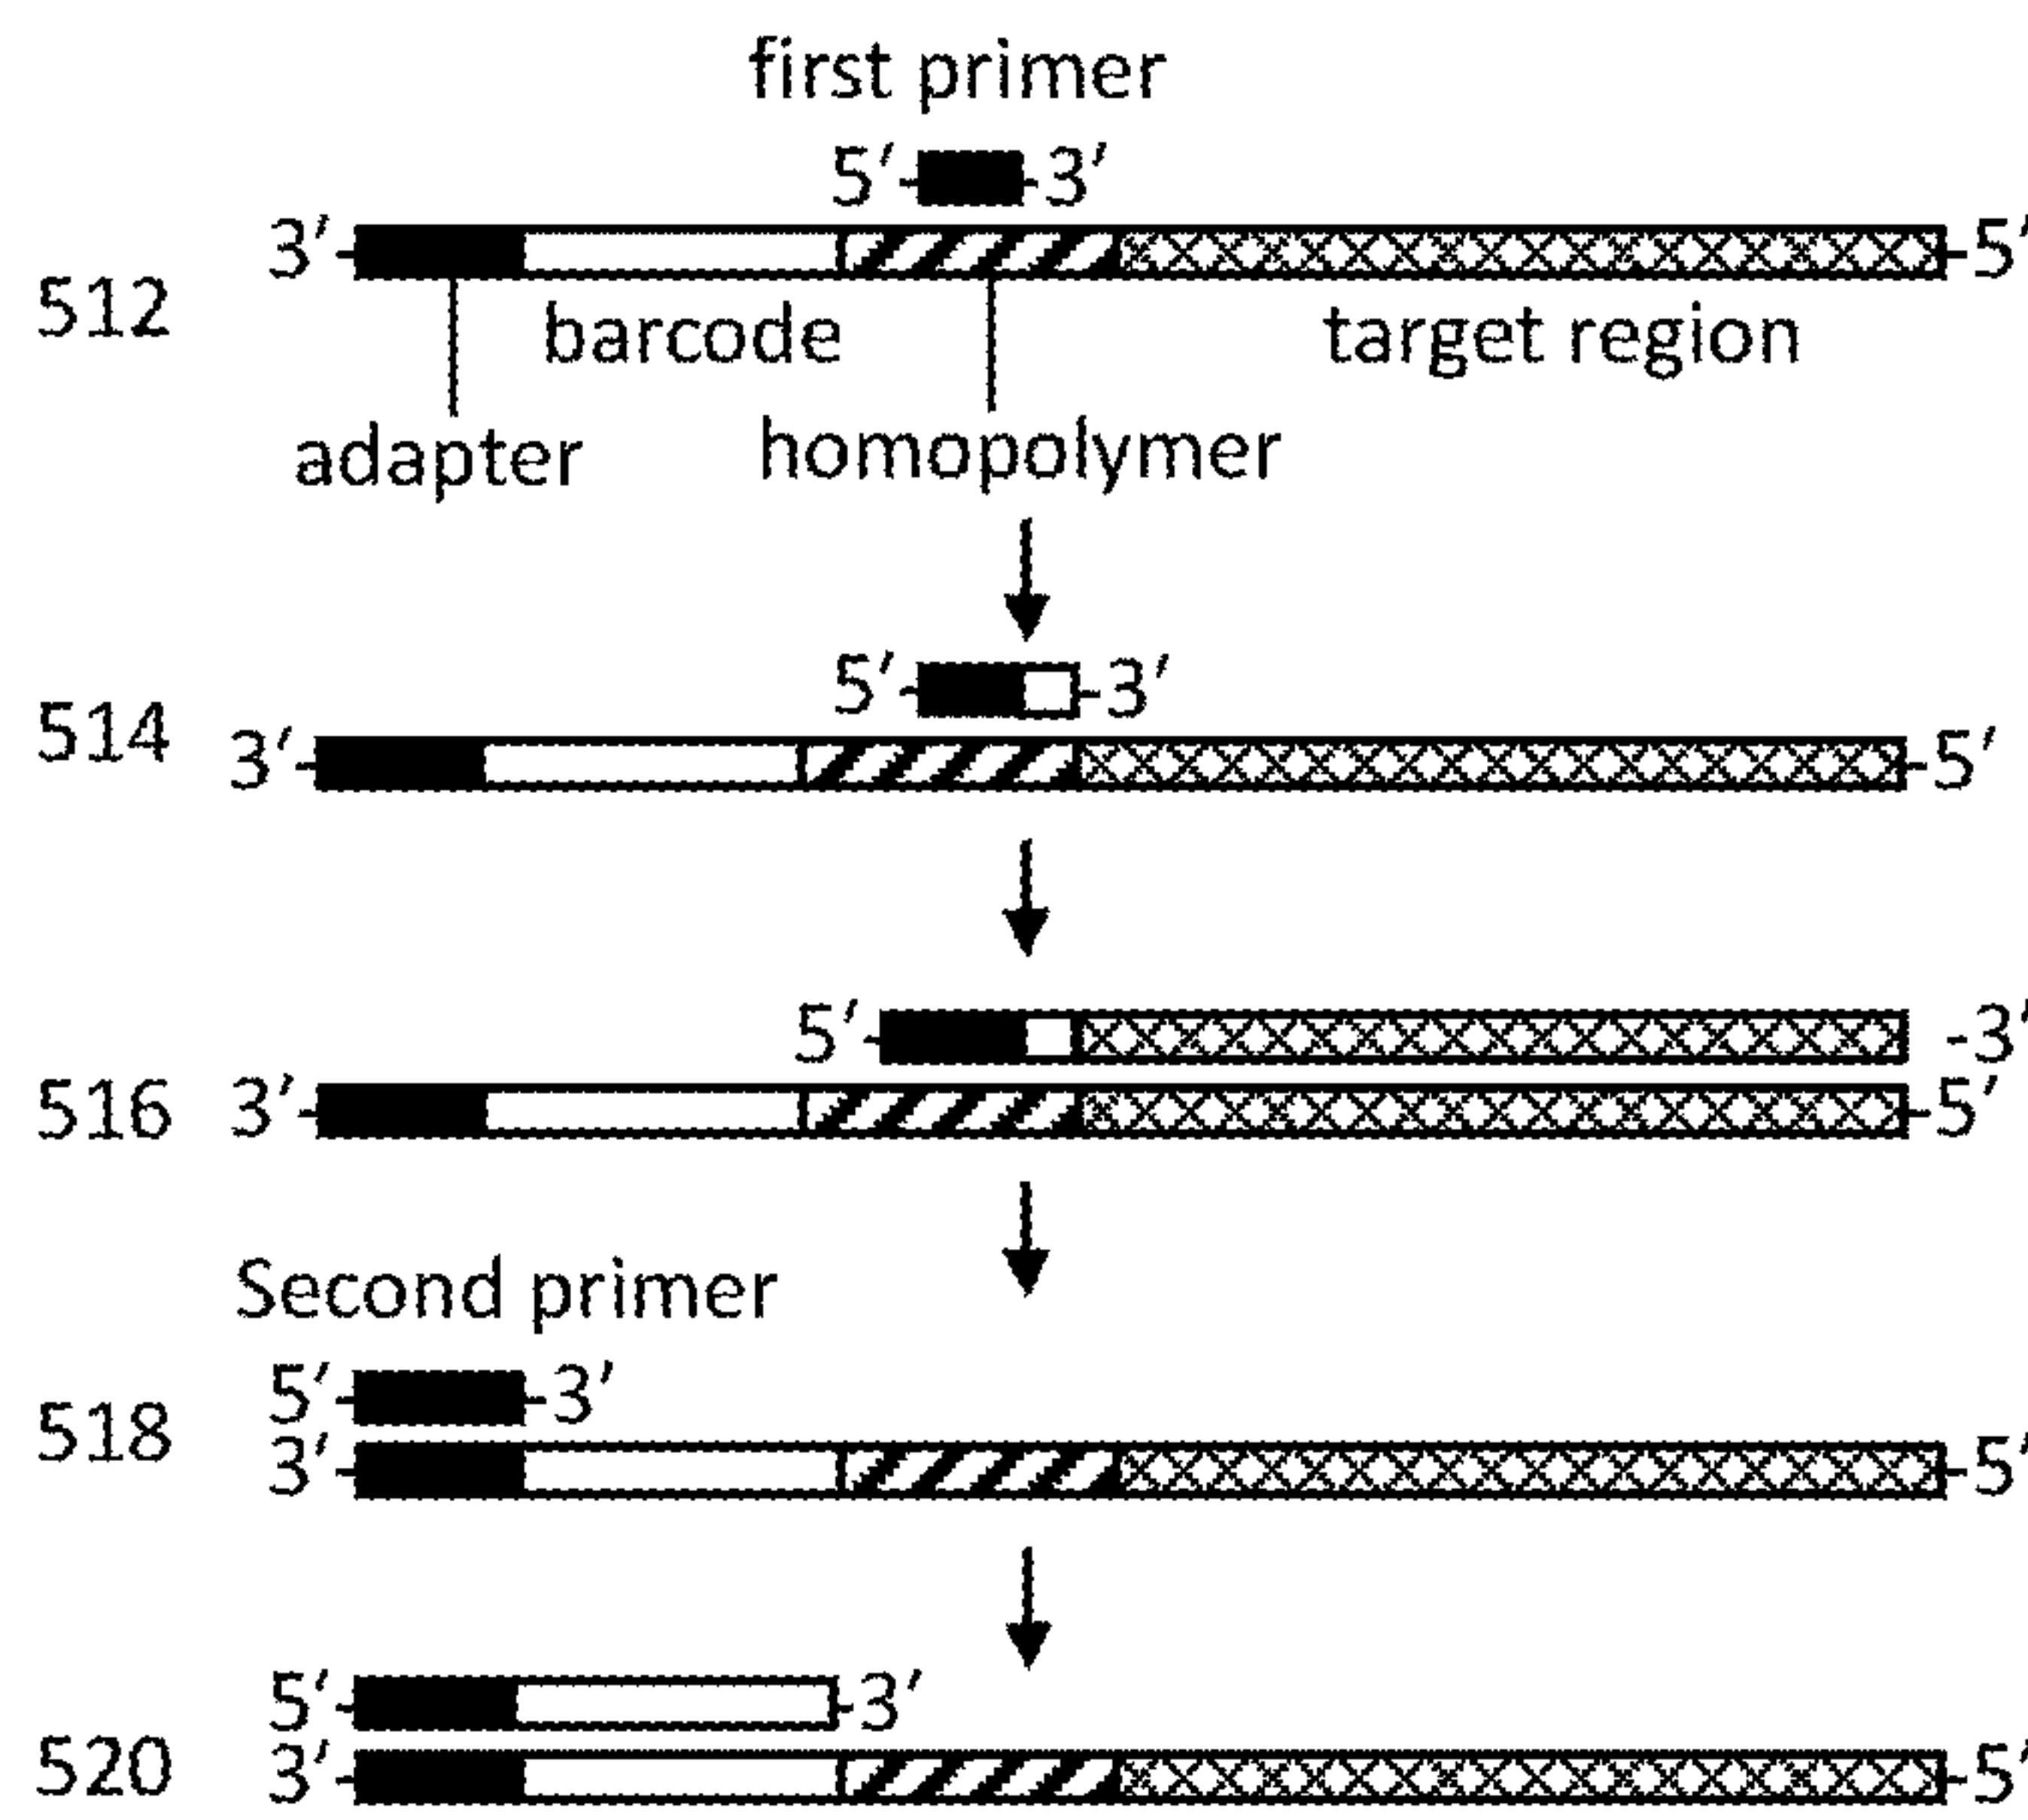 first primer
5′ 3′
3′ 5′
512
barcode target region
adapter homopolymer
5′ 3′
514
3′ 5′
5′ -3′
516 3′ 5′
Second primer
5′ 3′
518
3′ 5′
5′ 3′
520
3′ 5′